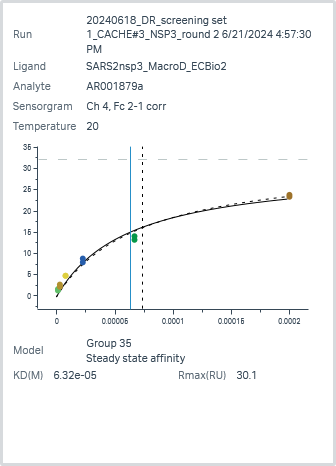 Run 20240618_DR_screening set
1_CACHE#3_NSP3_round 2 6/21/2024 4:57:30
PM
Ligand SARS2nsp3_MacroD_ECBio2
Analyte AR001879a
Sensorgram Ch 4, Fc 2-1 corr
Temperature 20
35
30
25
20
15
10
5
0
0 0.00005 0.0001 0.00015 0.0002
Model Group 35
Steady state affinity
KD(M) 6.32e-05 Rmax(RU) 30.1